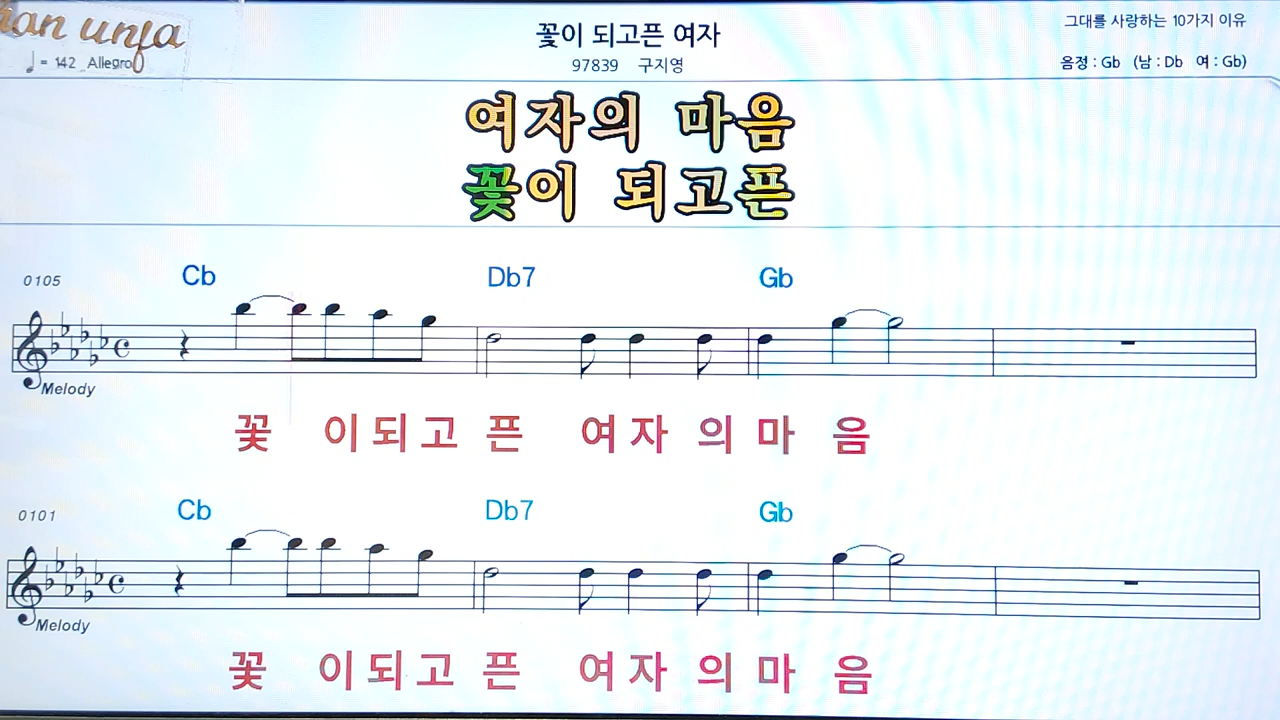 unfa
꽃이 되고픈 여자
그대를 사랑하는 10가지 이유
♩ = 142 Allegro
97839 구지영
음정 : Gb (남 : Db 여 : Gb)
여자의 마음
꽃이 되고픈
0105 Cb Db7 Gb
Melody
꽃 이되고 픈 여자 의 마 음
0101 Cb Db7 Gb
Melody
꽃 이되고 픈 여자 의 마 음